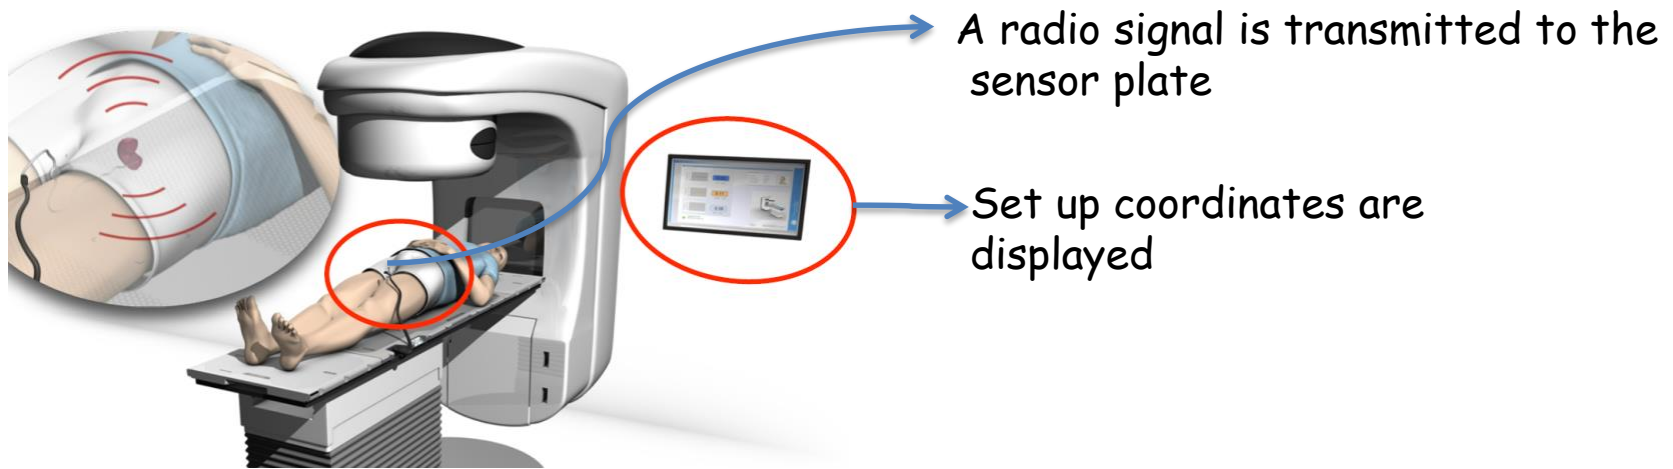 A radio signal is transmitted to the
sensor plate
Set up coordinates are
displayed